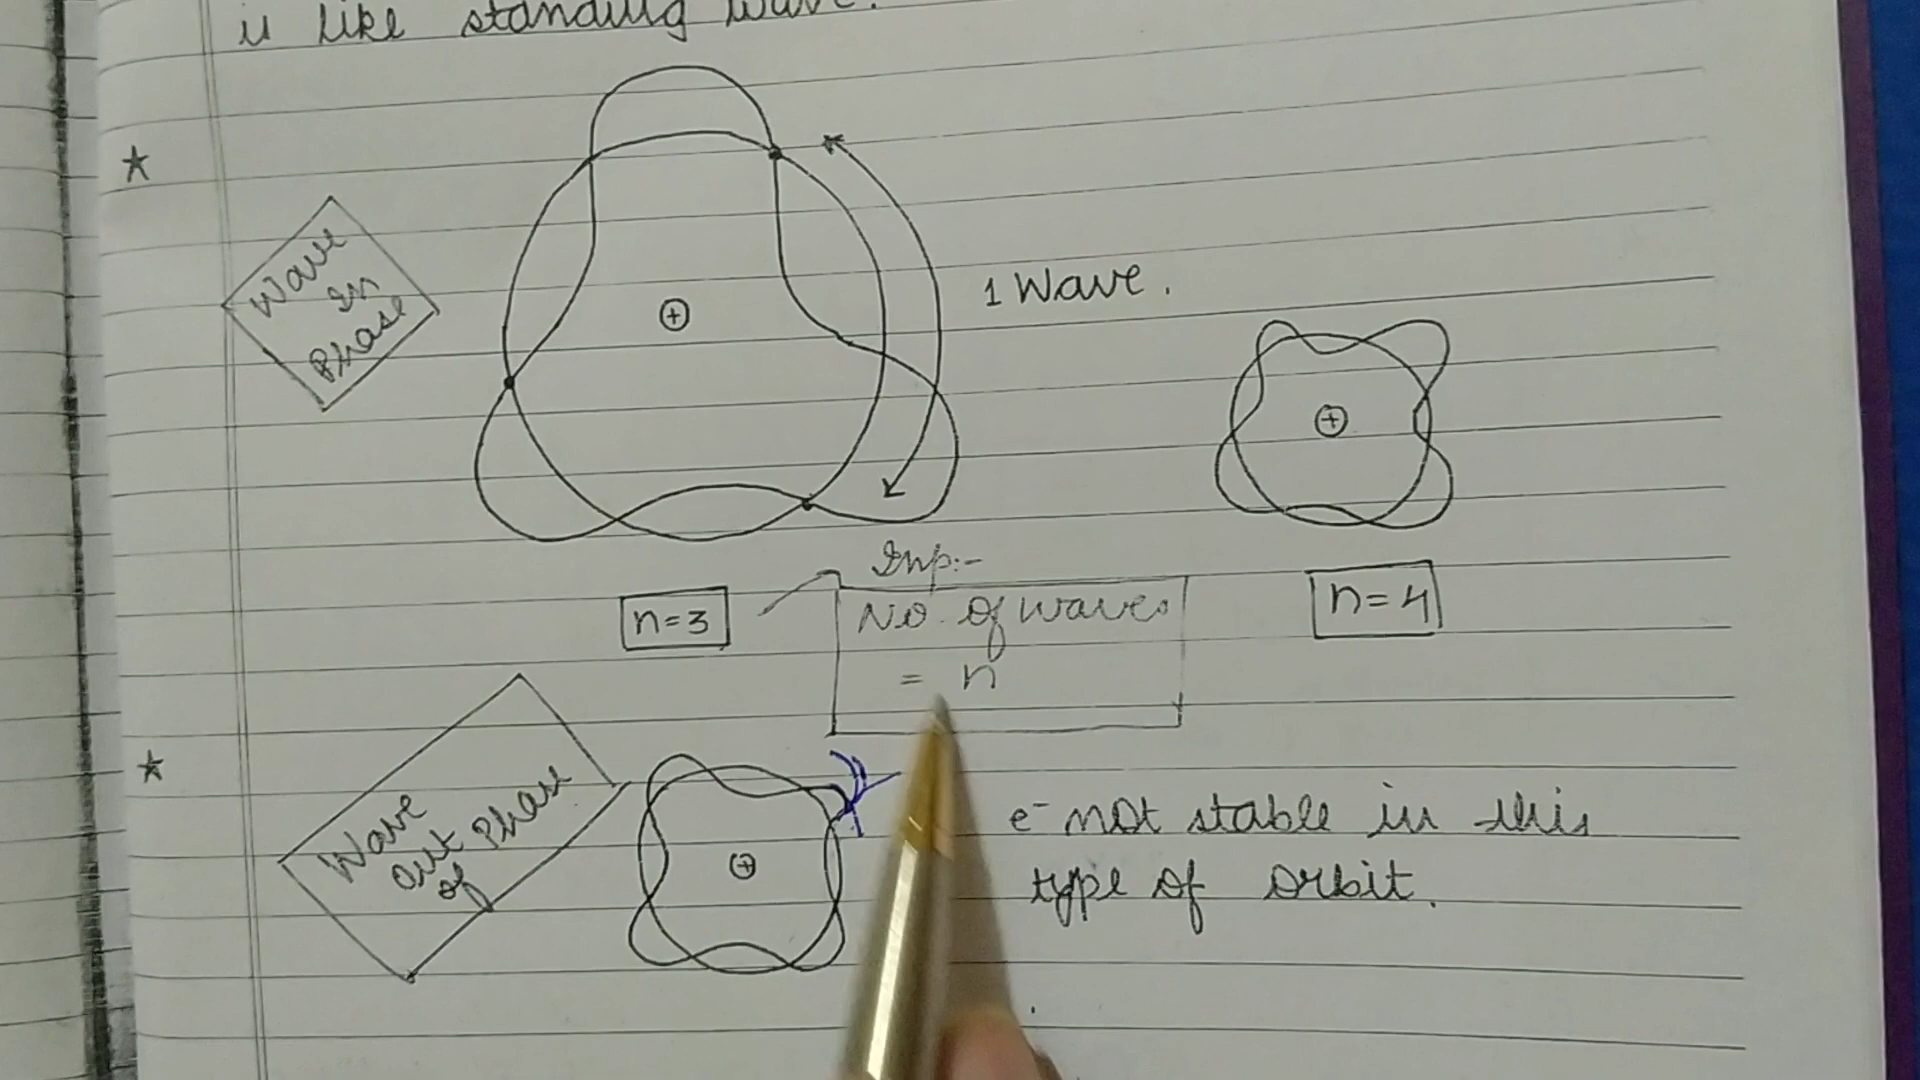 is like standing wave.
Wave
In
Phase
⊕
1 Wave.
⊕
Imp:-
n=3
No. of waves
= n
n=4
Wave
Out Phase
of
⊕
e⁻ not stable in this
type of orbit.